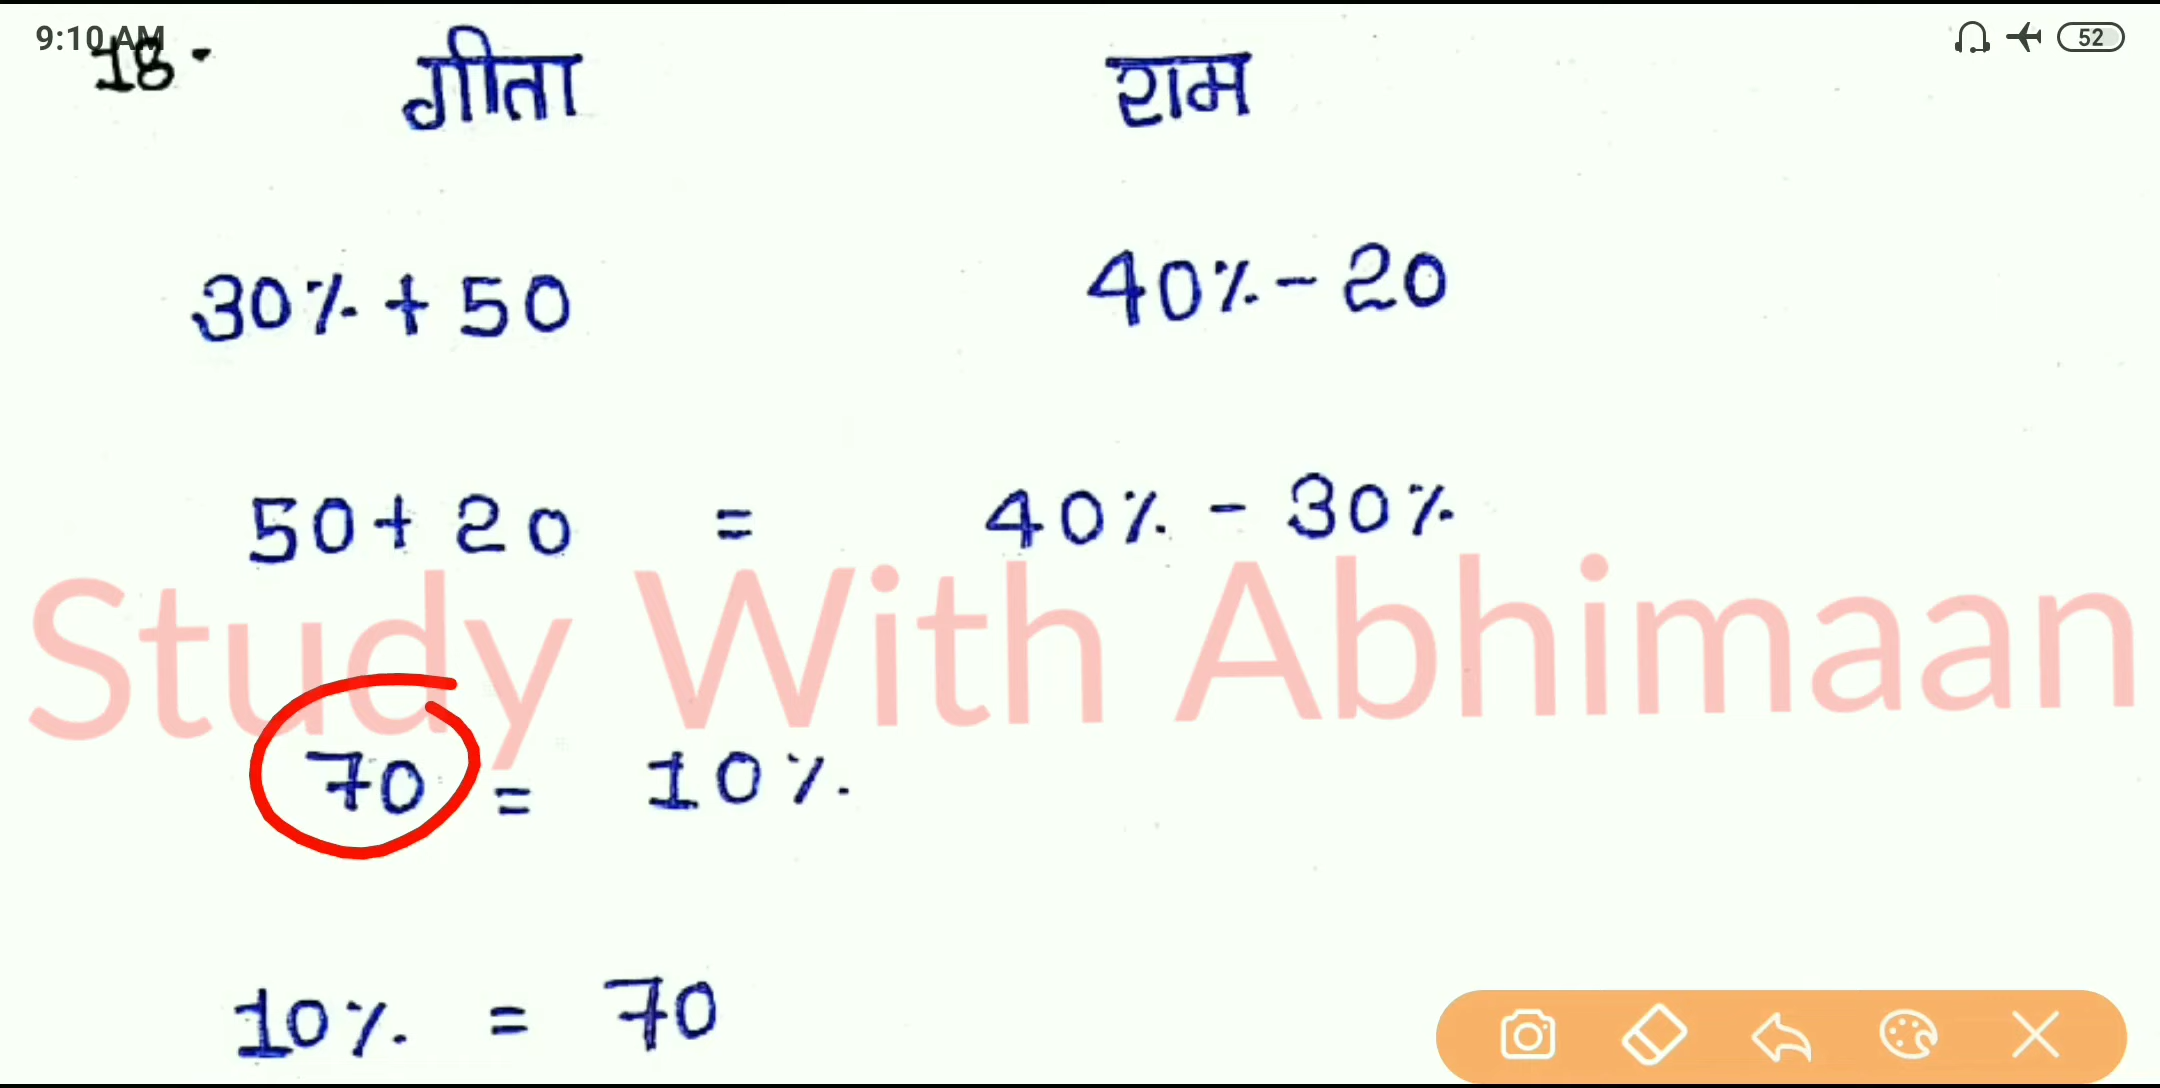 9:10 AM
52
18.
गीता राम
30% + 50 40% - 20
50 + 20 = 40% - 30%
Study With Abhimaan
70 = 10%
10% = 70